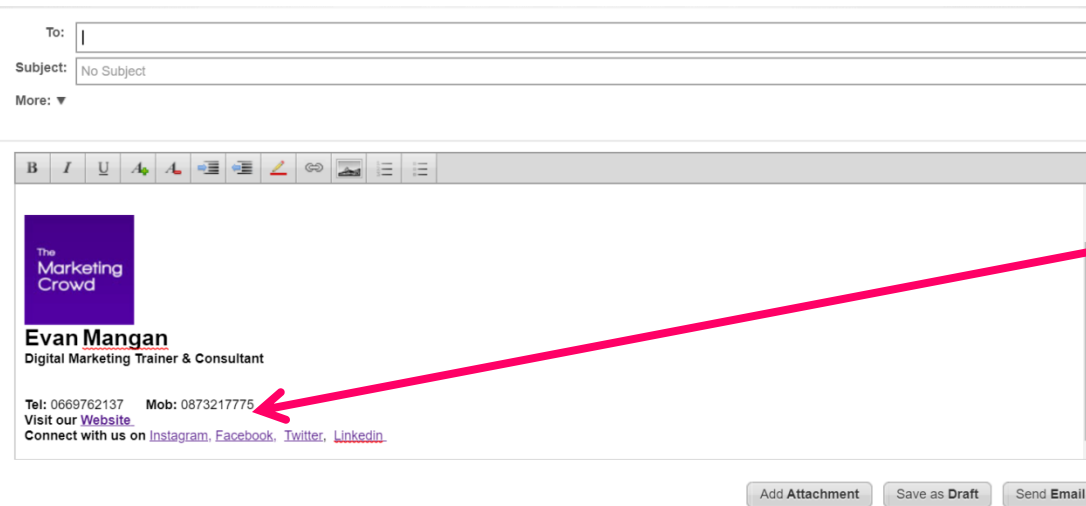 To:
Subject: No Subject
More: ▼
B I U A A
The
Marketing
Crowd
Evan Mangan
Digital Marketing Trainer & Consultant
Tel: 0669762137 Mob: 0873217775
Visit our Website
Connect with us on Instagram, Facebook, Twitter, Linkedin
Add Attachment Save as Draft Send Email